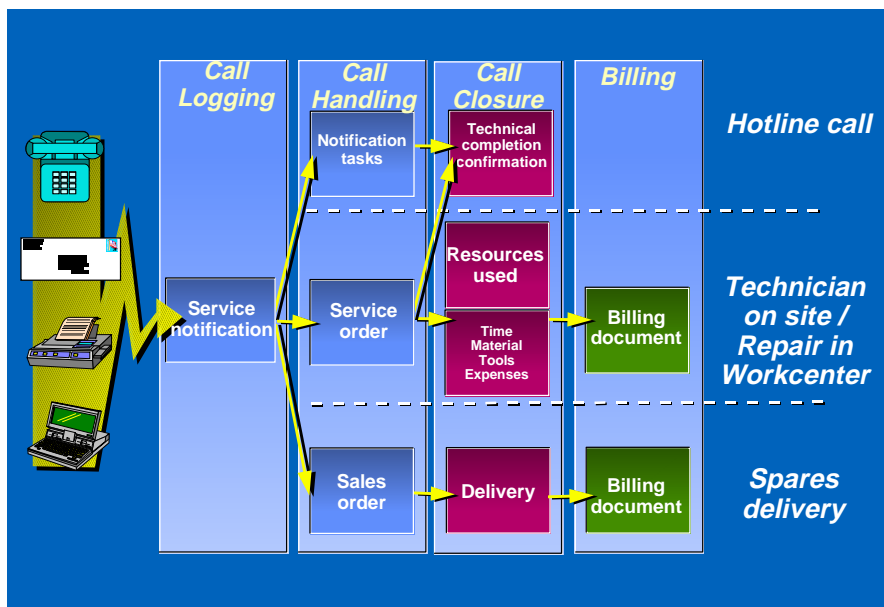 Call
Logging
Call
Handling
Call
Closure
Billing
Hotline call
Notification
tasks
Technical
completion
confirmation
Resources
used
Service
notification
Service
order
Time
Material
Tools
Expenses
Billing
document
Technician
on site /
Repair in
Workcenter
Sales
order
Delivery
Billing
document
Spares
delivery